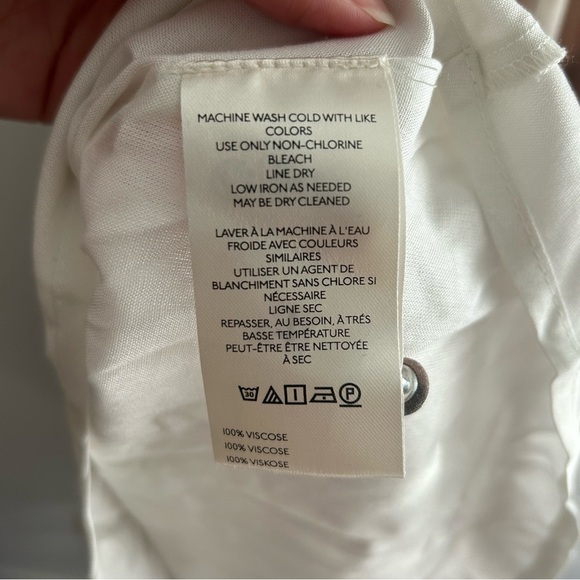 MACHINE WASH COLD WITH LIKE
COLORS
USE ONLY NON-CHLORINE
BLEACH
LINE DRY
LOW IRON AS NEEDED
MAY BE DRY CLEANED
LAVER À LA MACHINE À L'EAU
FROIDE AVEC COULEURS
SIMILAIRES
UTILISER UN AGENT DE
BLANCHIMENT SANS CHLORE SI
NÉCESSAIRE
LIGNE SEC
REPASSER, AU BESOIN, À TRÉS
BASSE TEMPÉRATURE
PEUT-ÊTRE ÊTRE NETTOYÉE
À SEC
30 P
100% VISCOSE
100% VISCOSE
100% VISKOSE